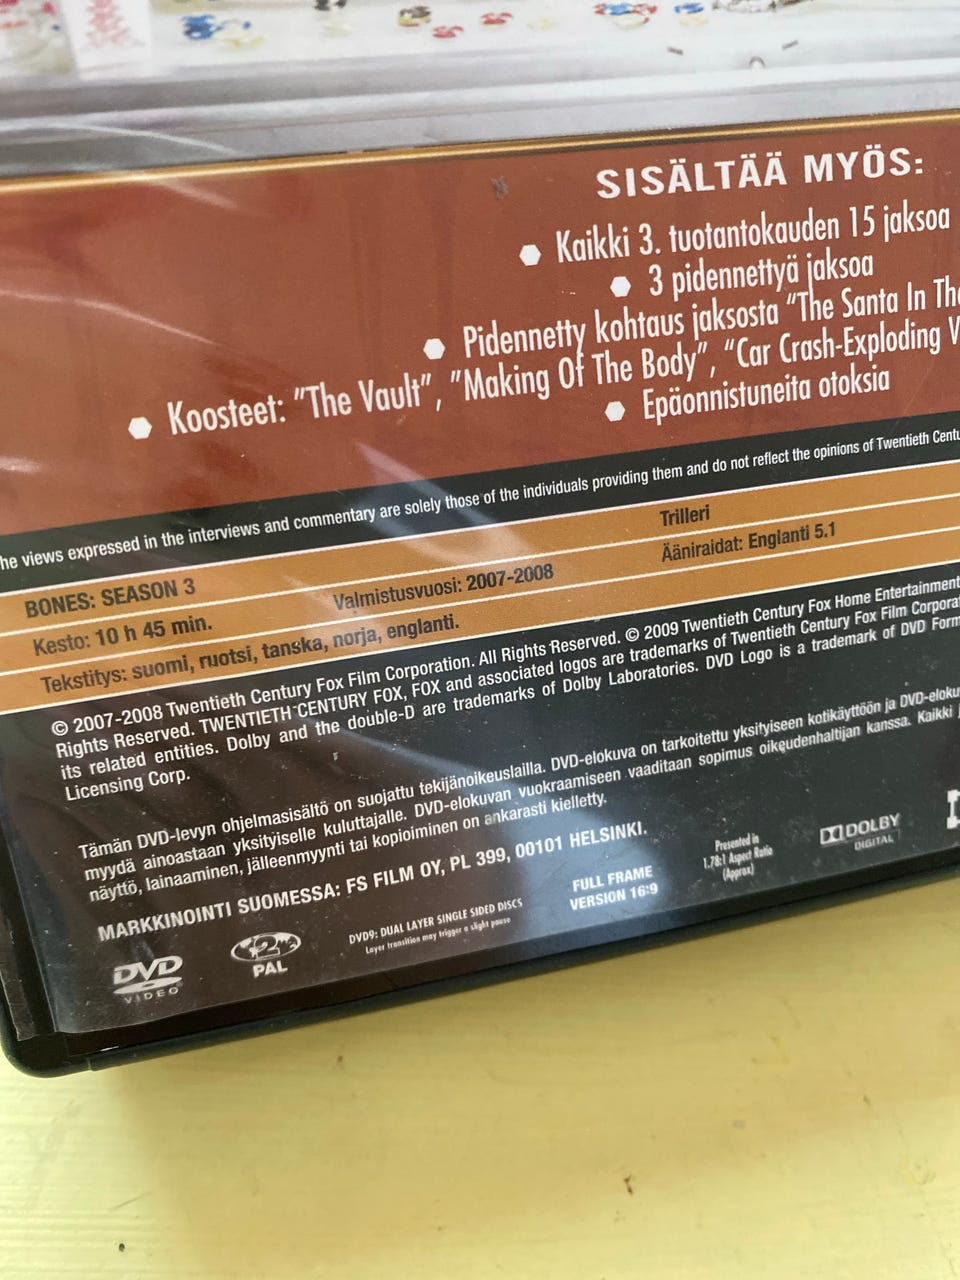 SISÄLTÄÄ MYÖS:
Kaikki 3. tuotantokauden 15 jaksoa
3 pidennettyä jaksoa
Pidennetty kohtaus jaksosta "The Santa In The
Koosteet: "The Vault", "Making Of The Body", "Car Crash-Exploding
Epäonnistuneita otoksia
he views expressed in the interviews and commentary are solely those of the individuals providing them and do not reflect the opinions of Twentieth
BONES: SEASON 3
Trilleri
Kesto: 10 h 45 min.
Valmistusvuosi: 2007-2008
Ääniraidat: Englanti 5.1
Tekstitys: suomi, ruotsi, tanska, norja, englanti.
© 2007-2008 Twentieth Century Fox Film Corporation. All Rights Reserved. © 2009 Twentieth Century Fox Home Entertainment
Rights Reserved. TWENTIETH CENTURY FOX, FOX and associated logos are trademarks of Twentieth Century Fox Film
its related entities. Dolby and the double-D are trademarks of Dolby Laboratories. DVD Logo is a trademark of DVD
Licensing Corp.
Tämän DVD-levyn ohjelmasisältö on suojattu tekijänoikeuslailla. DVD-elokuva on tarkoitettu yksityiseen kotikäyttöön ja
myydä ainoastaan yksityiselle kuluttajalle. DVD-elokuvan vuokraamiseen vaaditaan sopimus oikeudenhaltijan kanssa. Kaikki
näyttö, lainaaminen, jälleenmyynti tai kopioiminen on ankarasti kielletty.
MARKKINOINTI SUOMESSA: FS FILM OY, PL 399, 00101 HELSINKI.
DVD
VIDEO
2
PAL
DVD9: DUAL LAYER SINGLE SIDED DISCS
Layer transition may trigger a slight pause
FULL FRAME
VERSION 16:9
Presented in
1.78:1 Aspect Ratio
(Approx)
DOLBY
DIGITAL